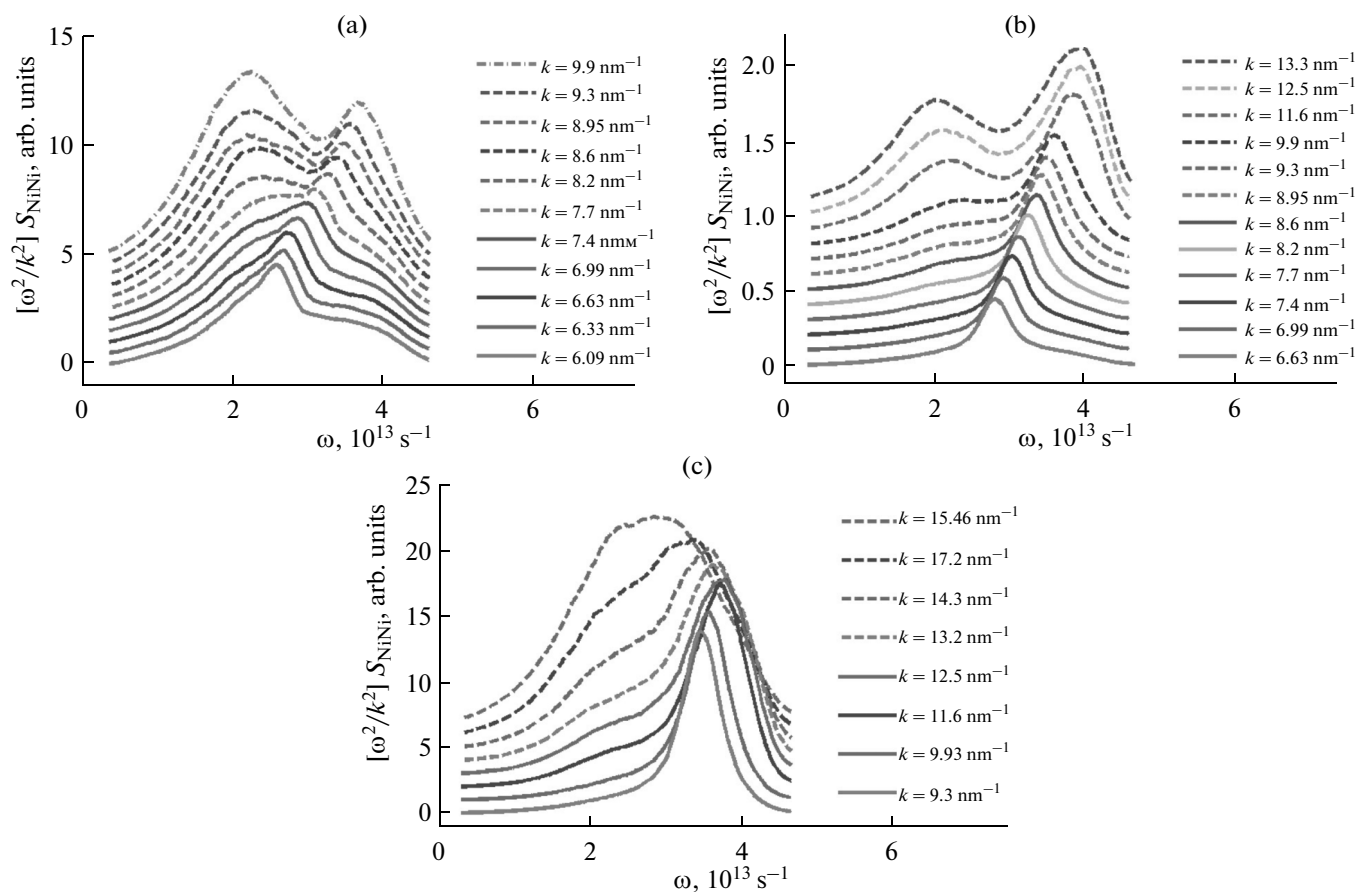 (a)
15
10
5
0
0 2 4 6
[ω²/k²] S_NiNi, arb. units
ω, 10¹³ s⁻¹
k = 9.9 nm⁻¹
k = 9.3 nm⁻¹
k = 8.95 nm⁻¹
k = 8.6 nm⁻¹
k = 8.2 nm⁻¹
k = 7.7 nm⁻¹
k = 7.4 nmм⁻¹
k = 6.99 nm⁻¹
k = 6.63 nm⁻¹
k = 6.33 nm⁻¹
k = 6.09 nm⁻¹
(b)
2.0
1.5
1.0
0.5
0
0 2 4 6
[ω²/k²] S_NiNi, arb. units
ω, 10¹³ s⁻¹
k = 13.3 nm⁻¹
k = 12.5 nm⁻¹
k = 11.6 nm⁻¹
k = 9.9 nm⁻¹
k = 9.3 nm⁻¹
k = 8.95 nm⁻¹
k = 8.6 nm⁻¹
k = 8.2 nm⁻¹
k = 7.7 nm⁻¹
k = 7.4 nm⁻¹
k = 6.99 nm⁻¹
k = 6.63 nm⁻¹
(c)
25
20
15
10
5
0
0 2 4 6
[ω²/k²] S_NiNi, arb. units
ω, 10¹³ s⁻¹
k = 15.46 nm⁻¹
k = 17.2 nm⁻¹
k = 14.3 nm⁻¹
k = 13.2 nm⁻¹
k = 12.5 nm⁻¹
k = 11.6 nm⁻¹
k = 9.93 nm⁻¹
k = 9.3 nm⁻¹